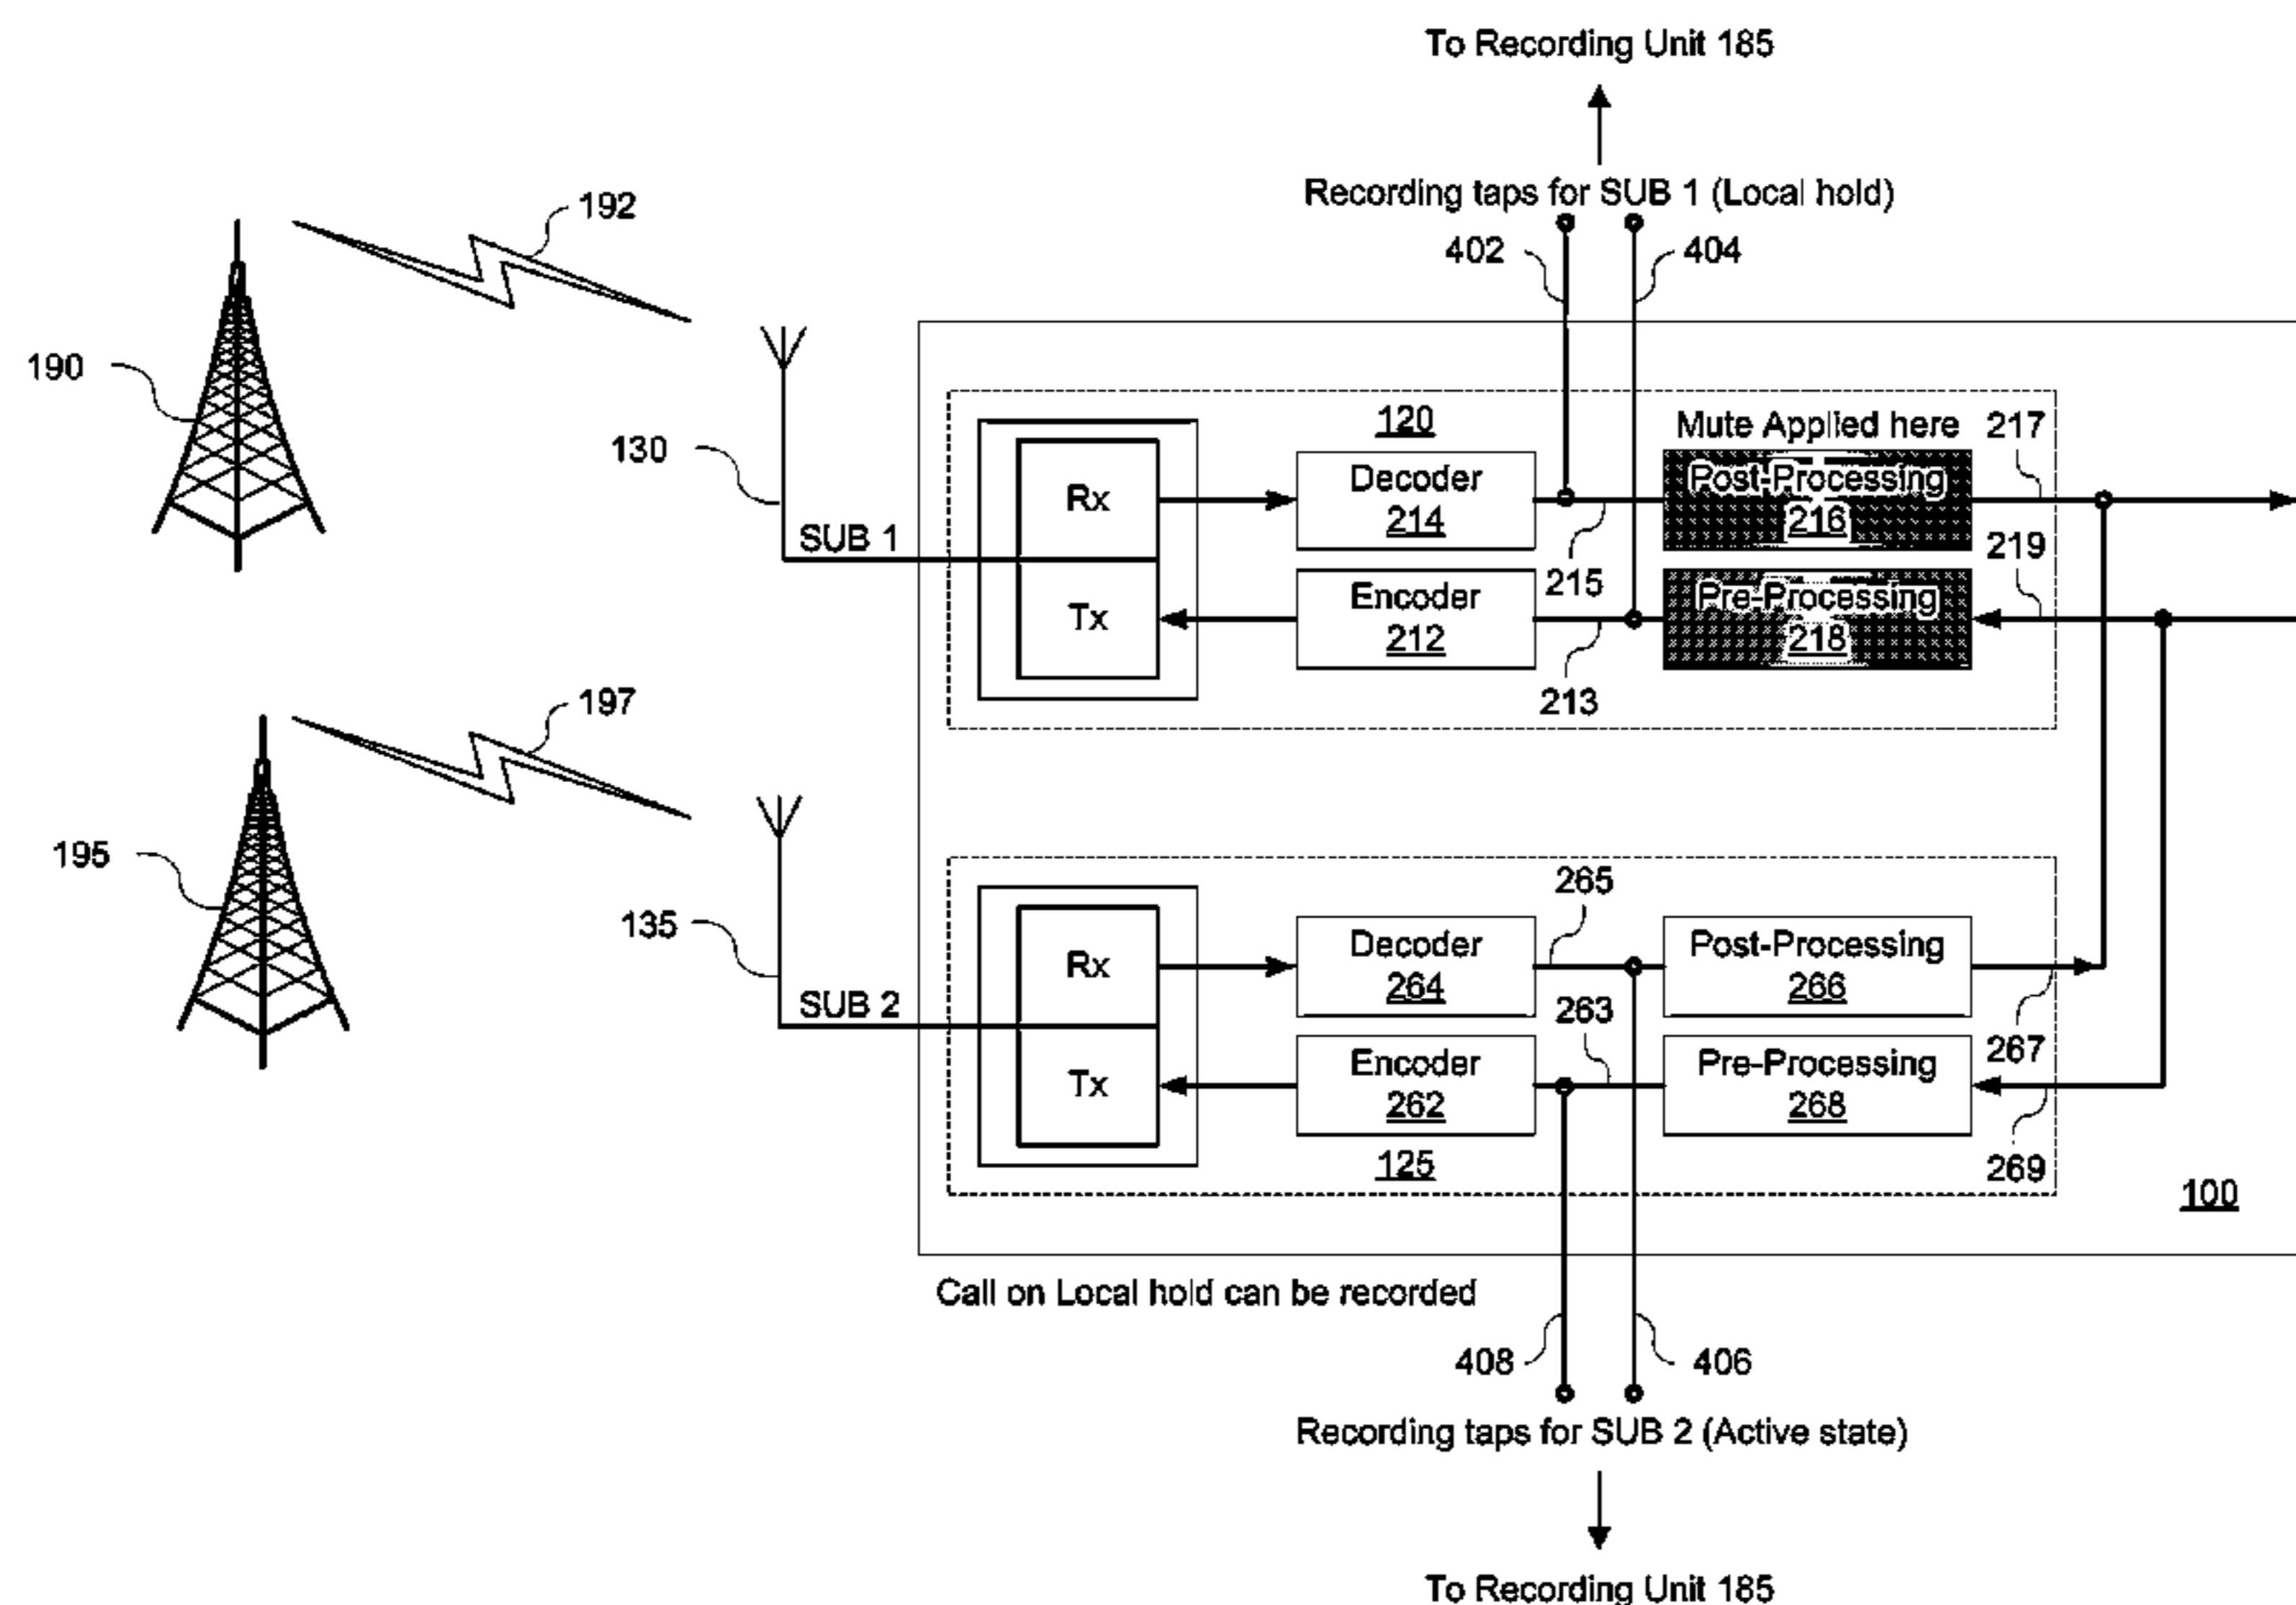 To Recording Unit 185
Recording taps for SUB 1 (Local hold)
192
402
404
190
130
120
Mute Applied here
217
Rx
Decoder
214
Post-Processing
216
SUB 1
215
219
Tx
Encoder
212
Pre-Processing
218
213
197
195
135
265
Rx
Decoder
264
Post-Processing
266
SUB 2
263
267
Tx
Encoder
262
Pre-Processing
268
125
269
100
Call on Local hold can be recorded
408
406
Recording taps for SUB 2 (Active state)
To Recording Unit 185